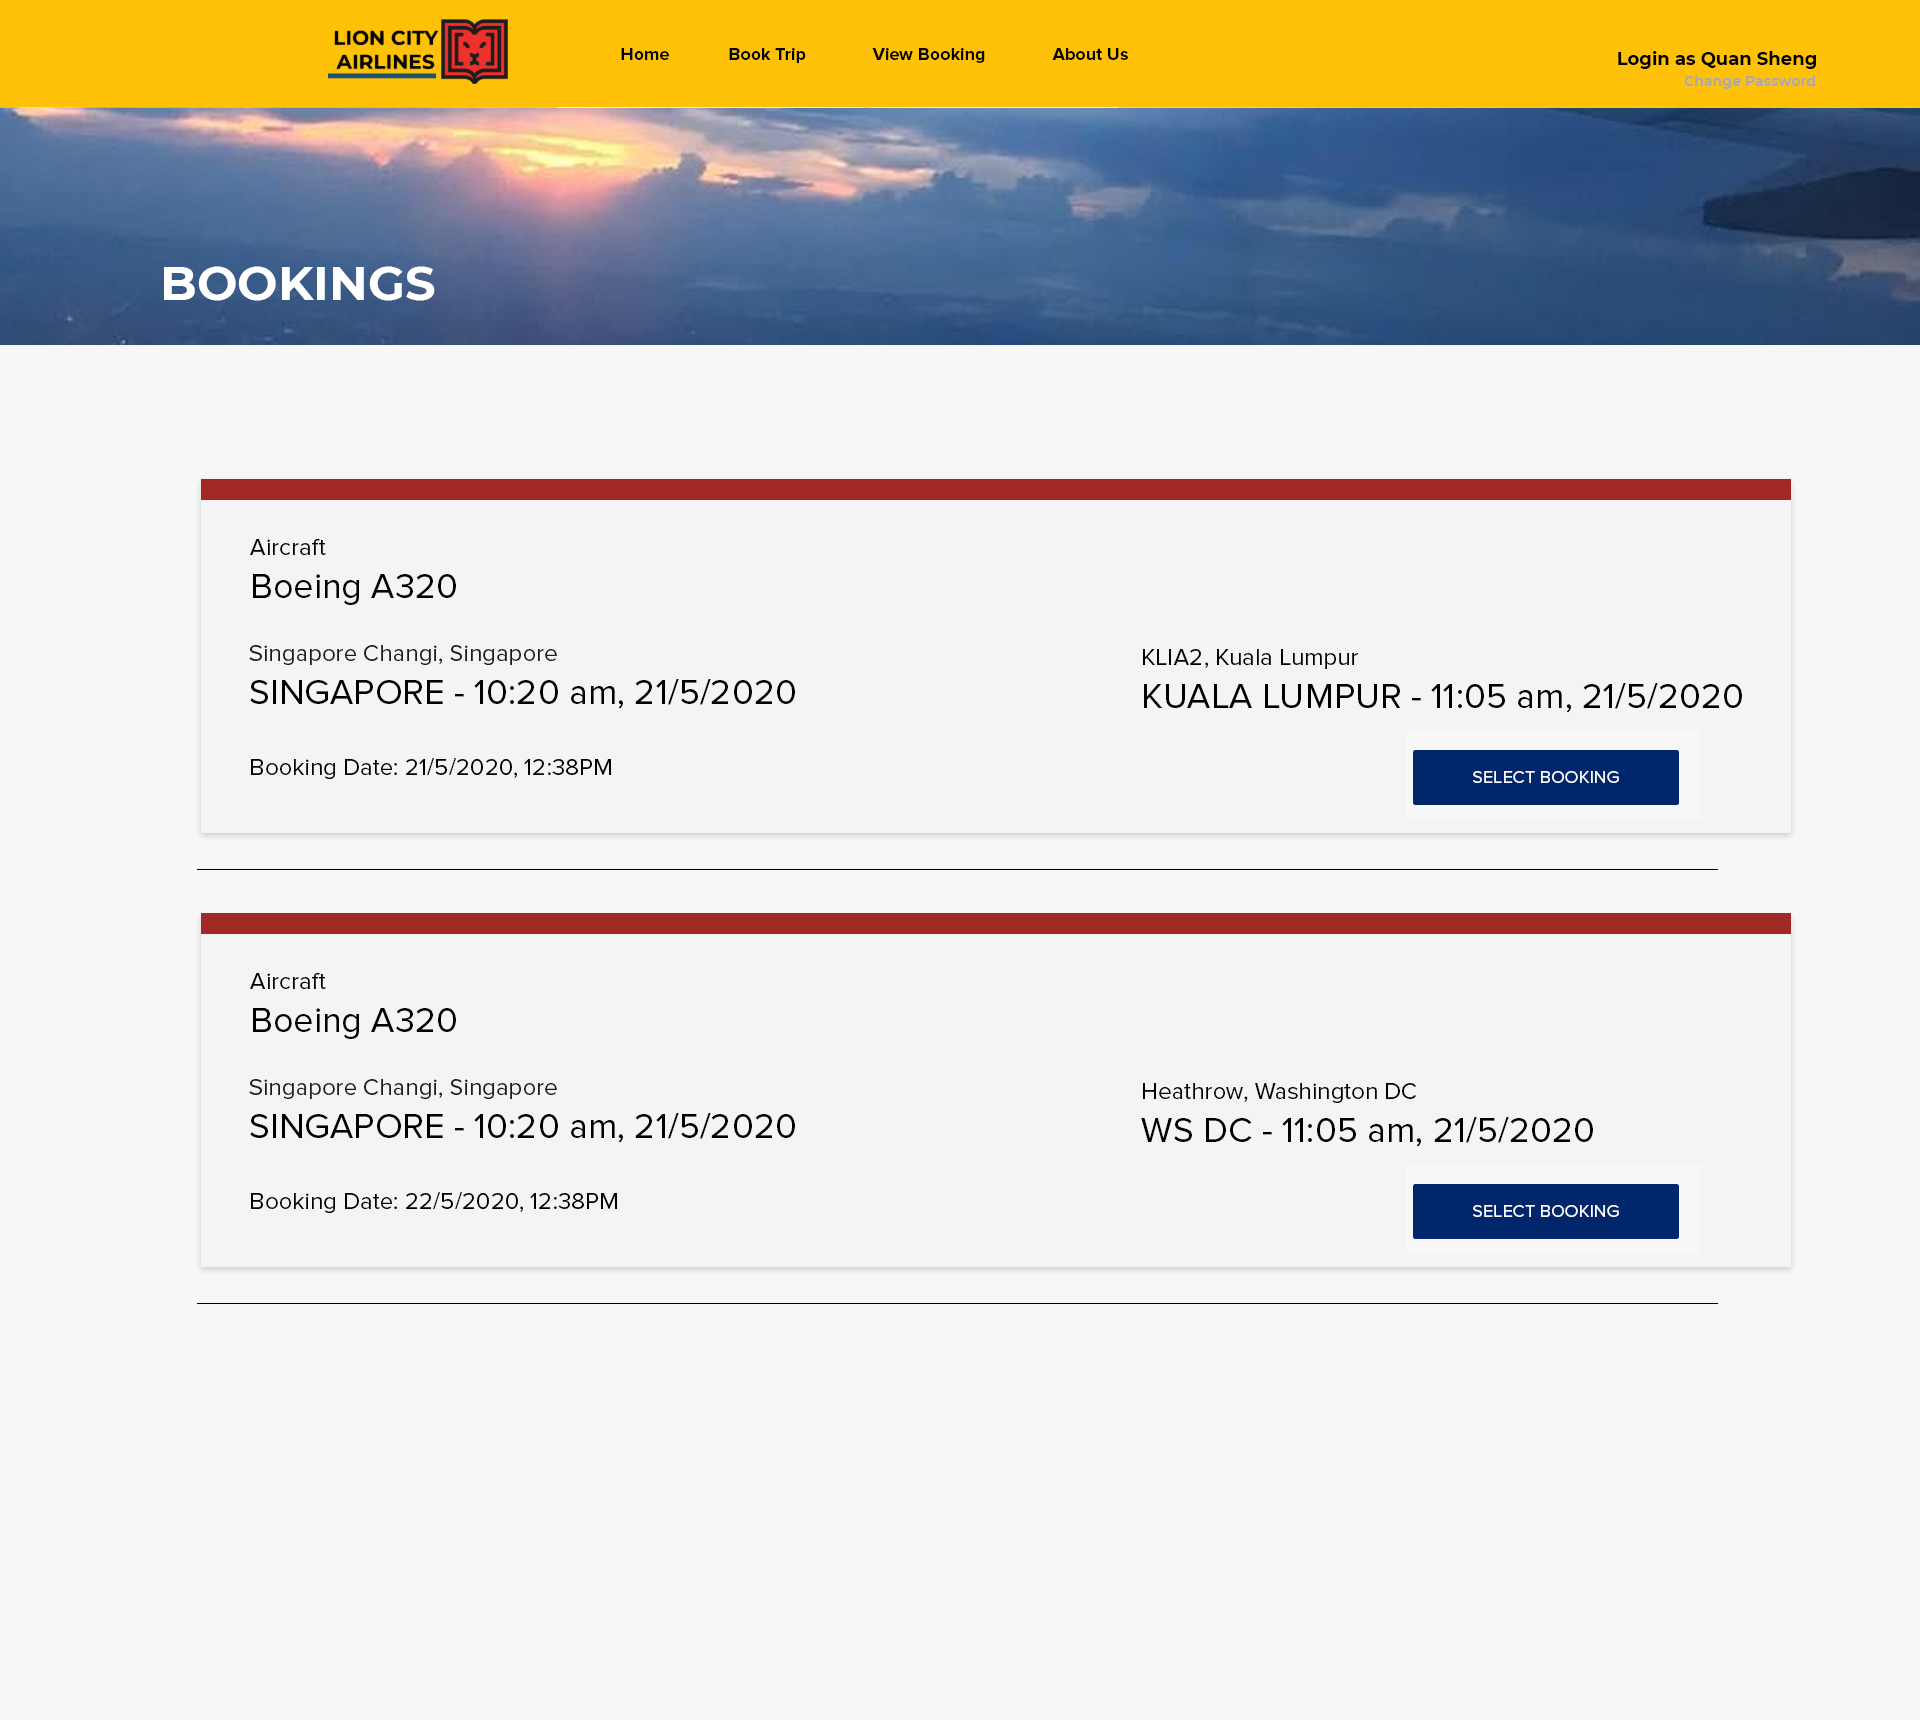 LION CITY
AIRLINES
Home
Book Trip
View Booking
About Us
Login as Quan Sheng
Change Password
BOOKINGS
Aircraft
Boeing A320
Singapore Changi, Singapore
SINGAPORE - 10:20 am, 21/5/2020
KLIA2, Kuala Lumpur
KUALA LUMPUR - 11:05 am, 21/5/2020
Booking Date: 21/5/2020, 12:38PM
SELECT BOOKING
Aircraft
Boeing A320
Singapore Changi, Singapore
SINGAPORE - 10:20 am, 21/5/2020
Heathrow, Washington DC
WS DC - 11:05 am, 21/5/2020
Booking Date: 22/5/2020, 12:38PM
SELECT BOOKING